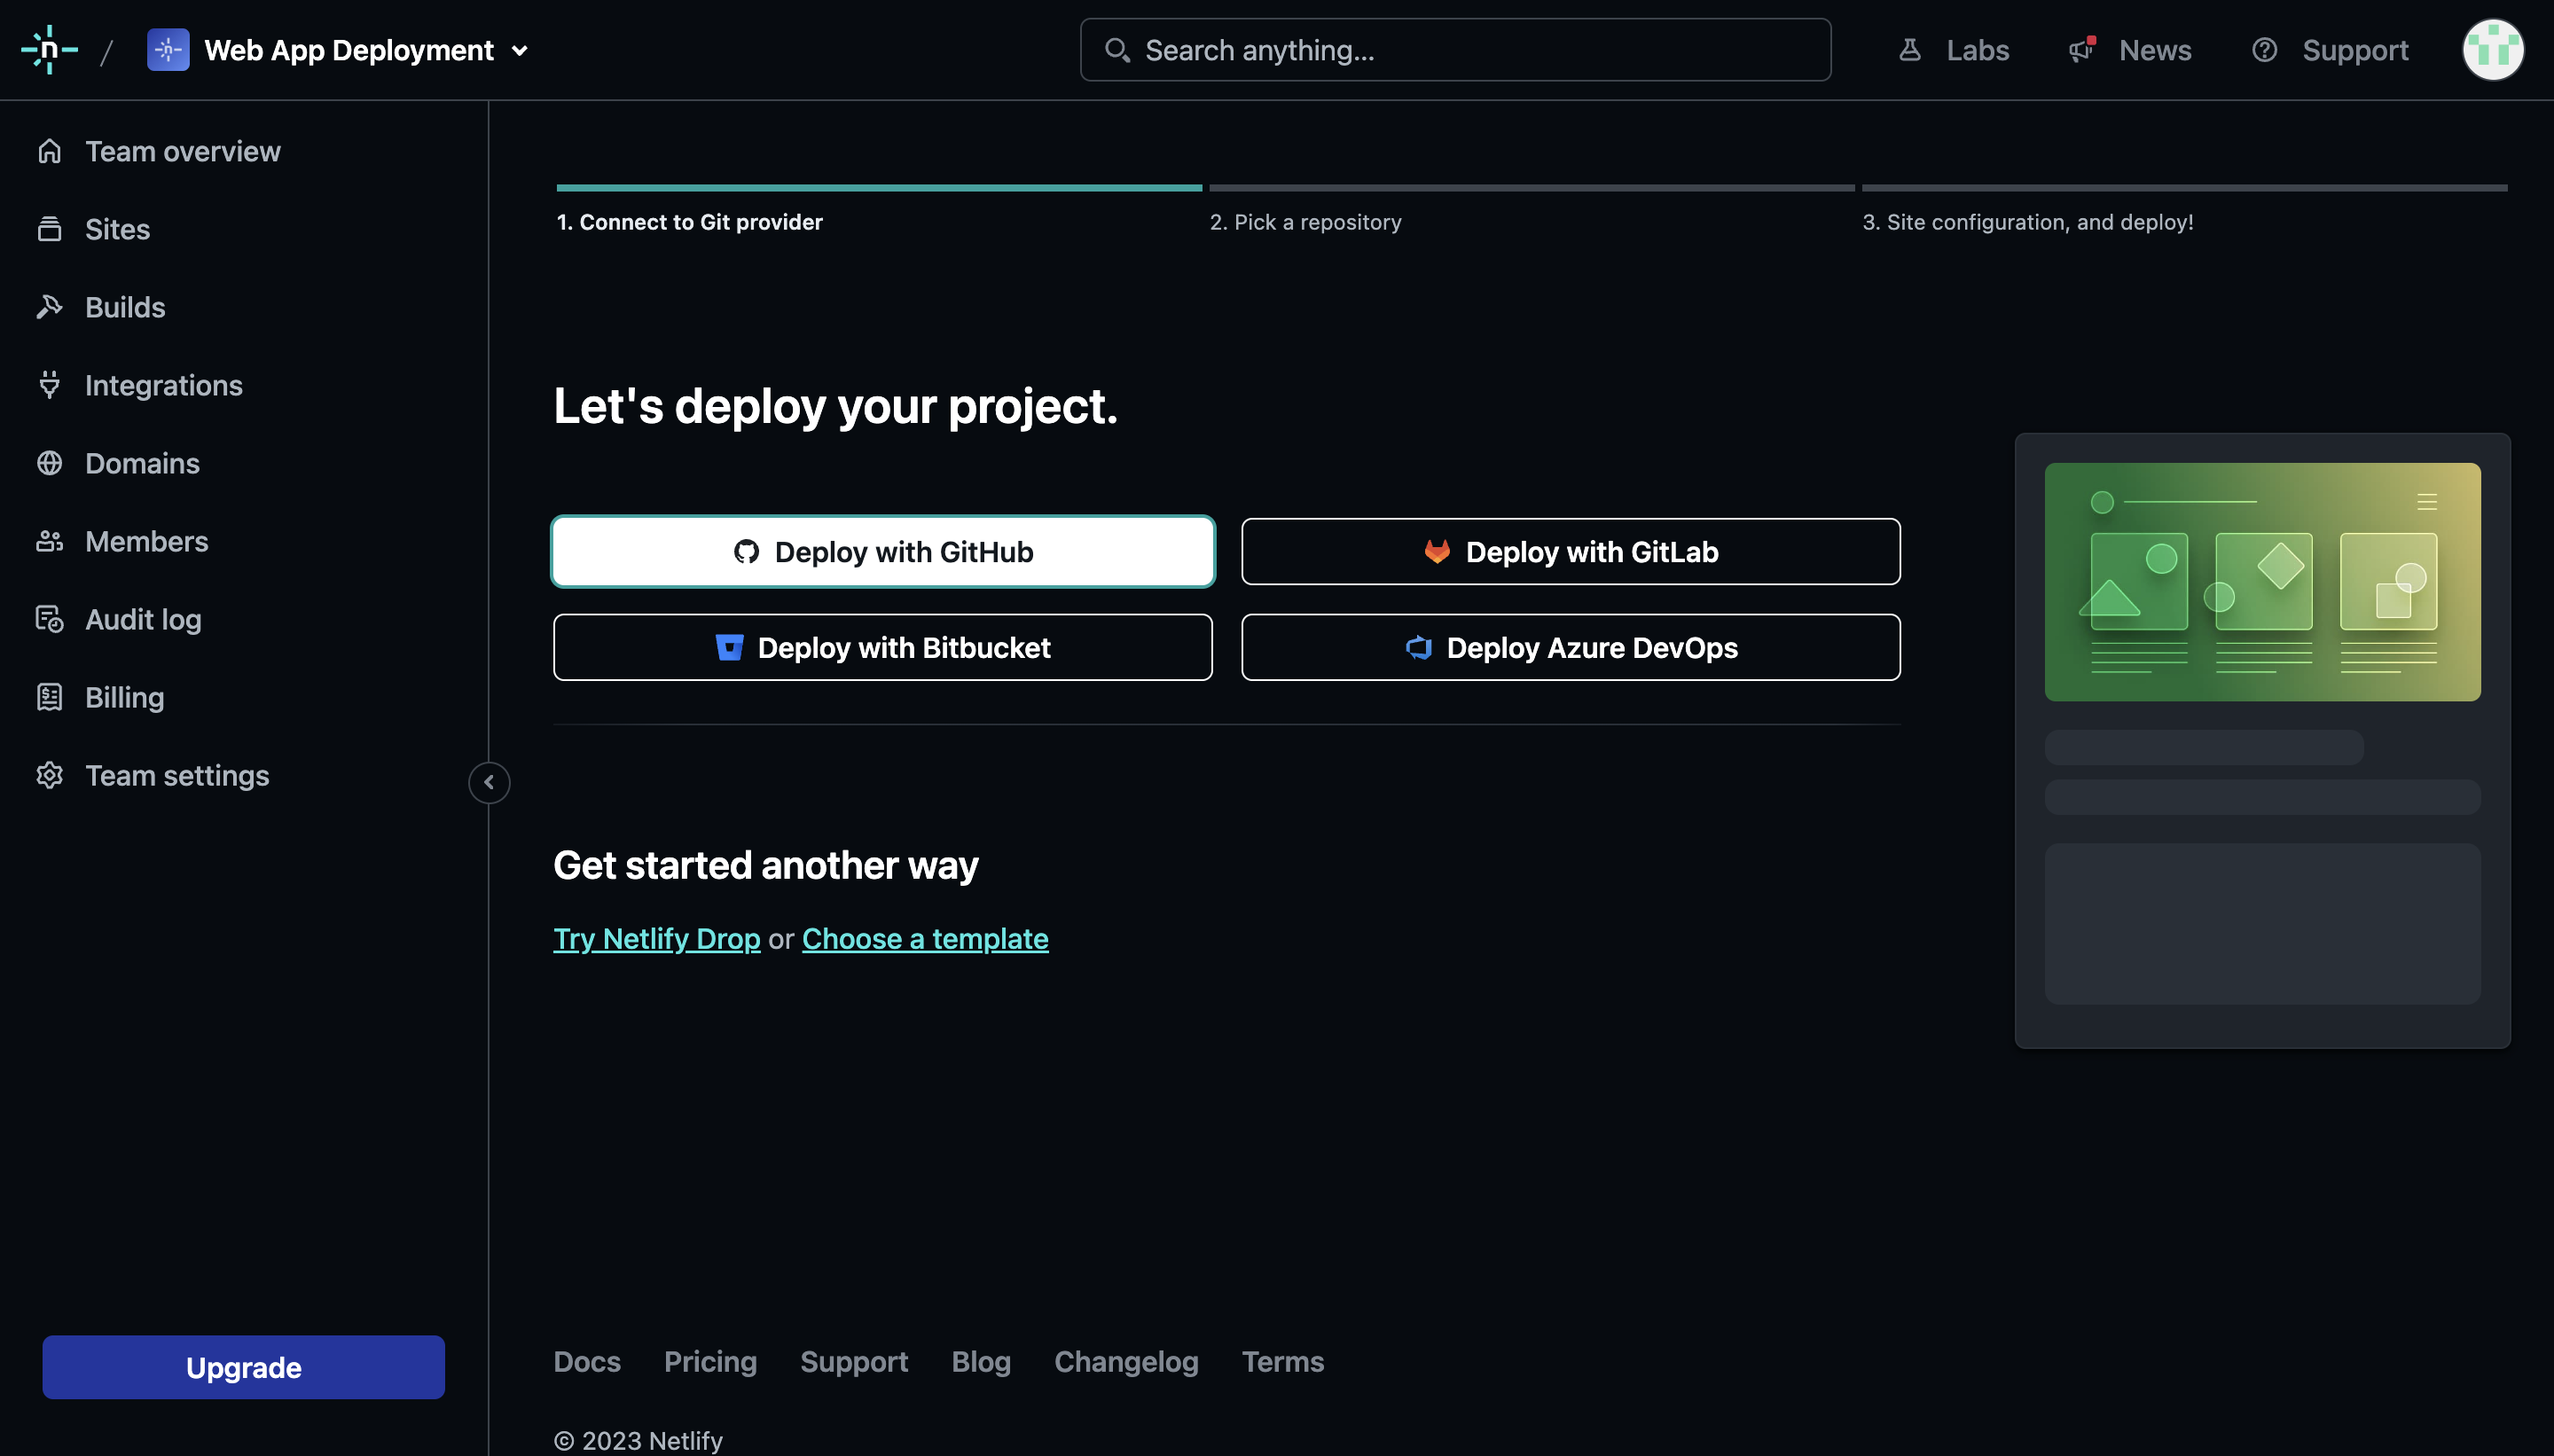 n / Web App Deployment
Search anything...
Labs
News
Support
Team overview
Sites
Builds
Integrations
Domains
Members
Audit log
Billing
Team settings
Upgrade
1. Connect to Git provider
2. Pick a repository
3. Site configuration, and deploy!
Let's deploy your project.
Deploy with GitHub
Deploy with GitLab
Deploy with Bitbucket
Deploy Azure DevOps
Get started another way
Try Netlify Drop or Choose a template
Docs Pricing Support Blog Changelog Terms
© 2023 Netlify